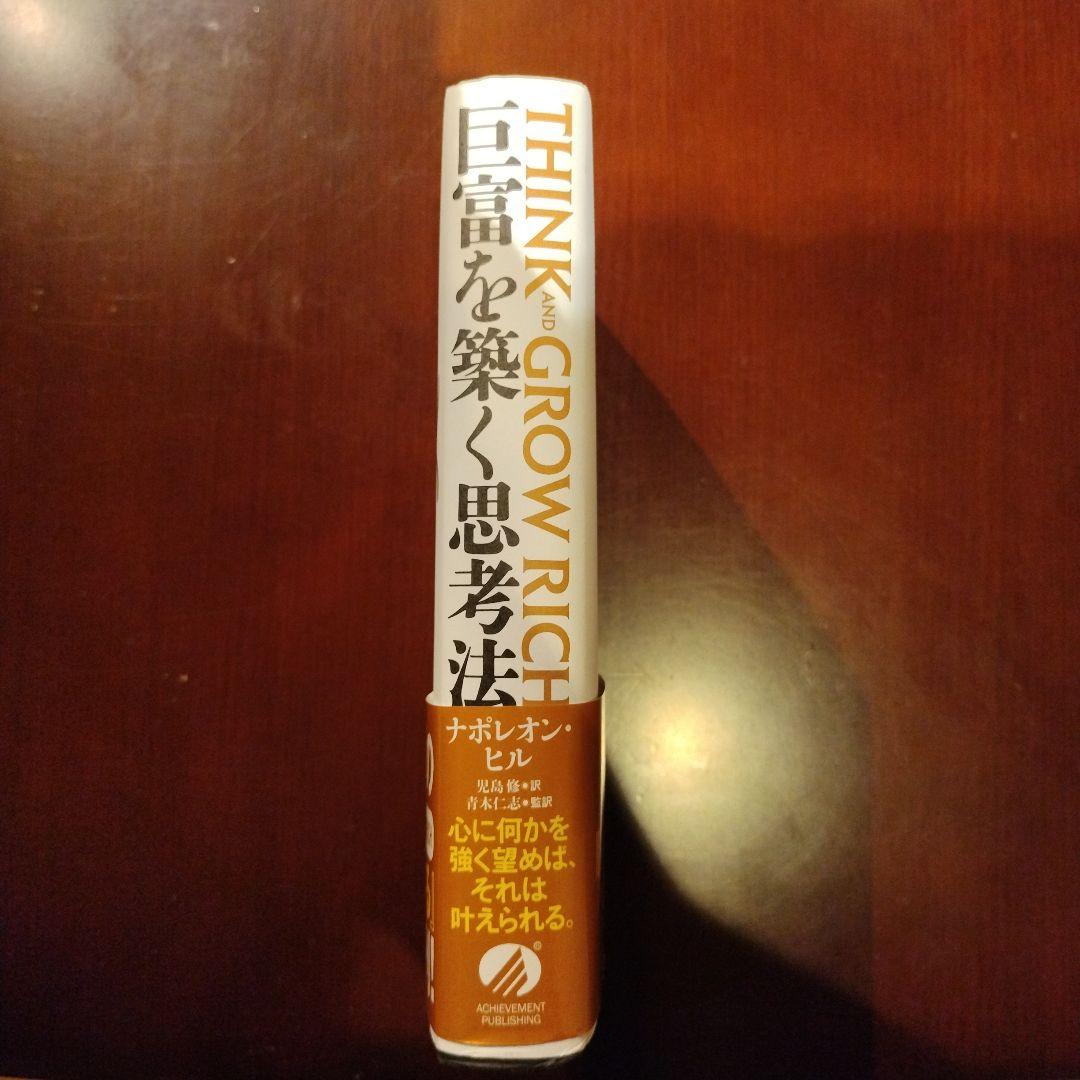 THINK AND GROW RICH
巨富を築く思考法
ナポレオン・
ヒル
児島 修・訳
青木仁志・監訳
心に何かを
強く望めば、
それは
叶えられる。
®
ACHIEVEMENT
PUBLISHING